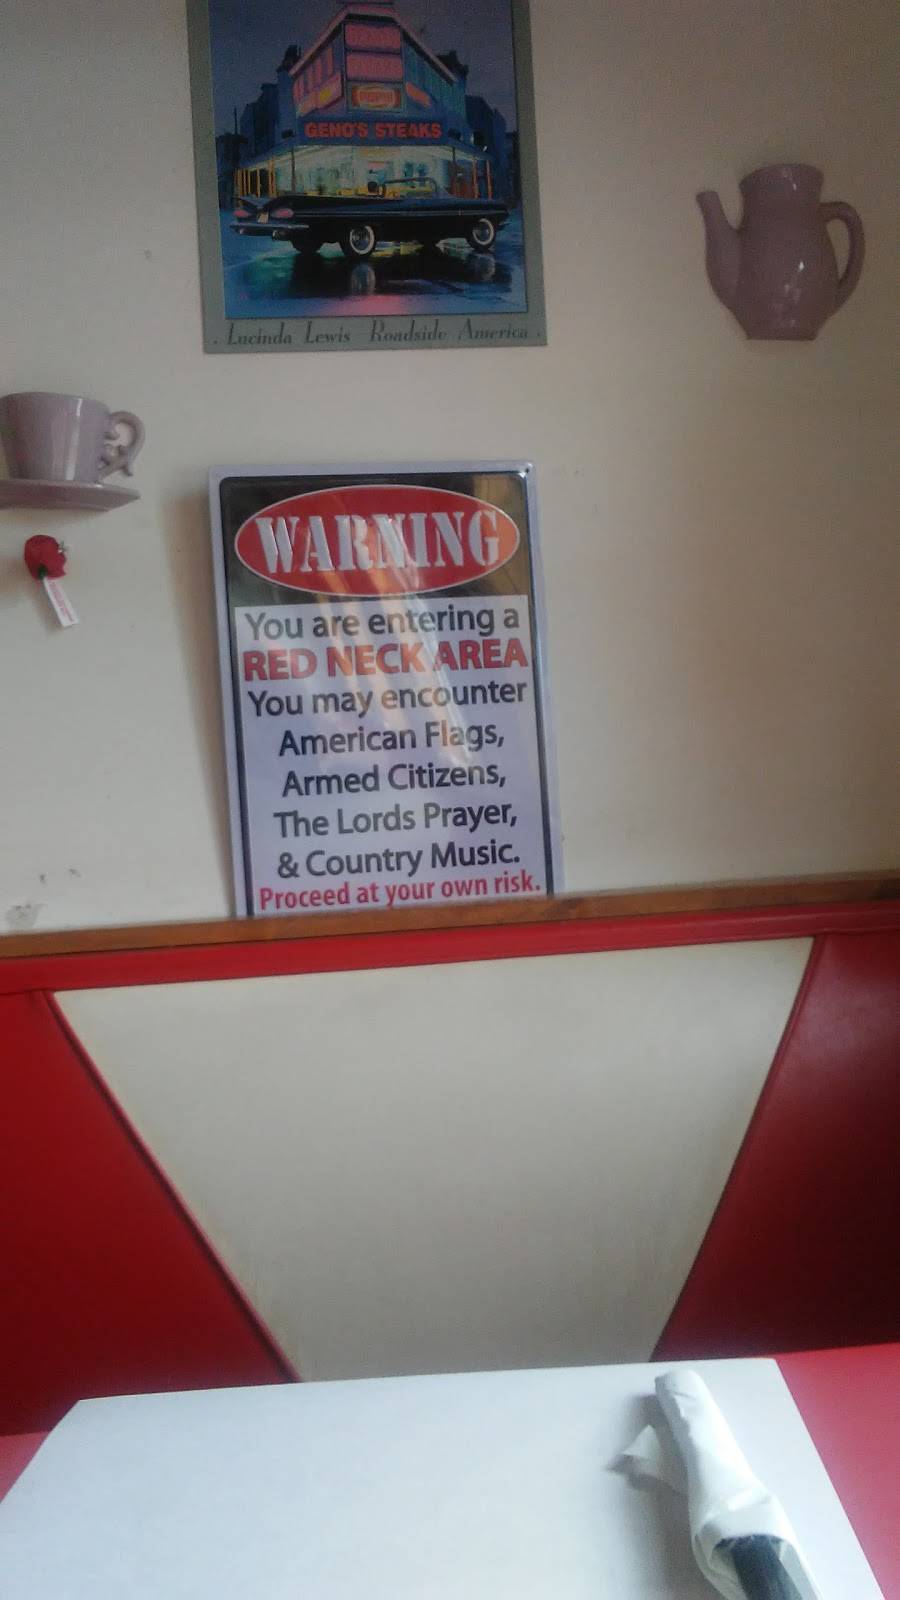 GENO'S STEAKS
. Lucinda Lewis Roadside America .
WARNING
You are entering a
RED NECK AREA
You may encounter
American Flags,
Armed Citizens,
The Lords Prayer,
& Country Music.
Proceed at your own risk.